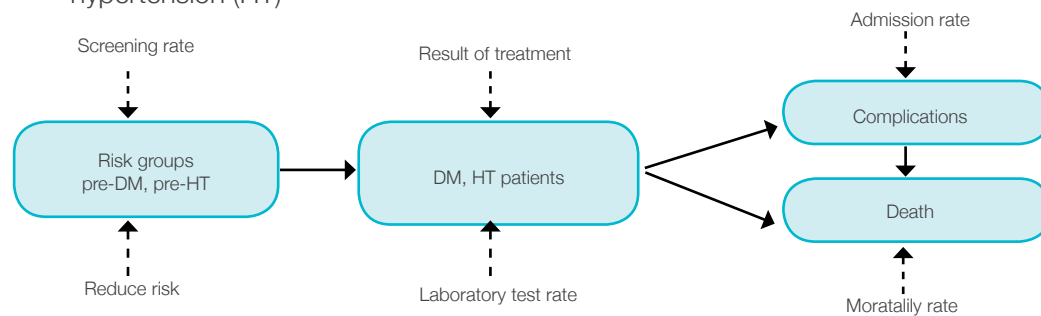 hypertension (HT)
Admission rate
Screening rate
Result of treatment
Complications
Risk groups
pre-DM, pre-HT
DM, HT patients
Death
Reduce risk
Laboratory test rate
Moratalily rate